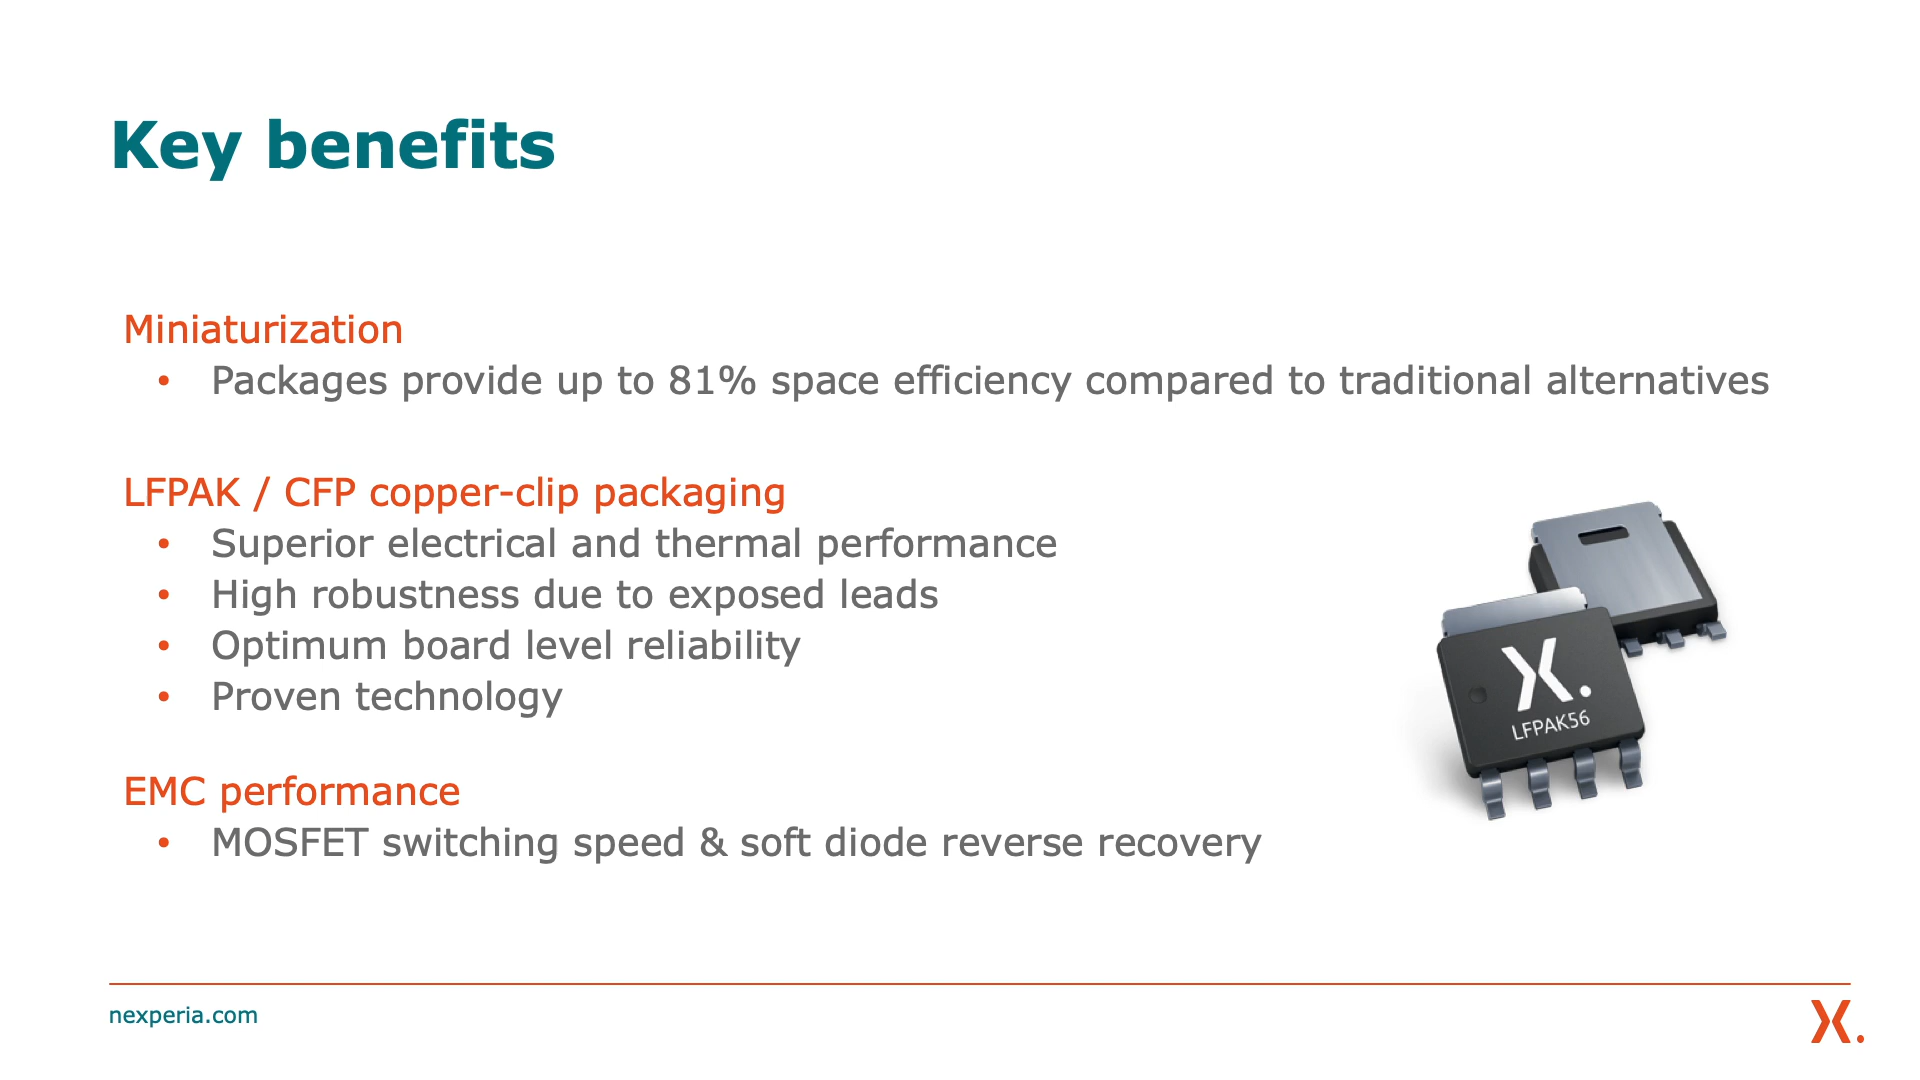 Key benefits
Miniaturization
• Packages provide up to 81% space efficiency compared to traditional alternatives
LFPAK / CFP copper-clip packaging
• Superior electrical and thermal performance
• High robustness due to exposed leads
• Optimum board level reliability
• Proven technology
X.
LFPAK56
EMC performance
• MOSFET switching speed & soft diode reverse recovery
nexperia.com
X.